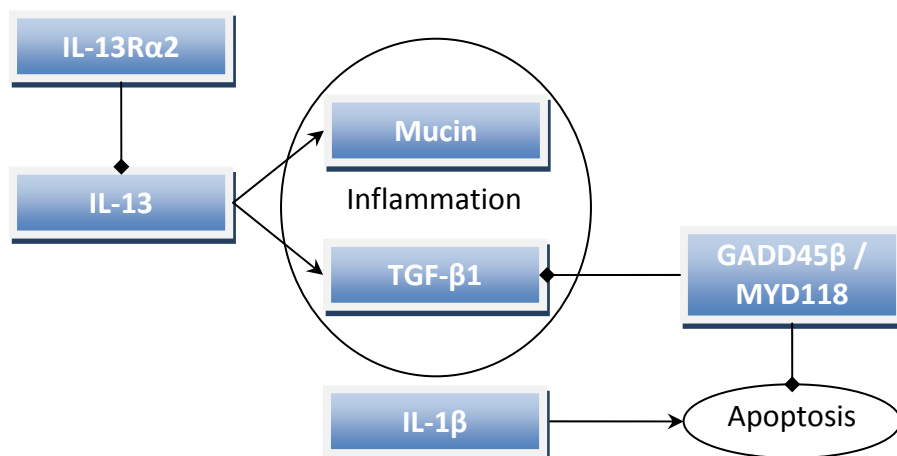 IL-13Rα2
Mucin
IL-13
Inflammation
TGF-β1
GADD45β /
MYD118
IL-1β
Apoptosis